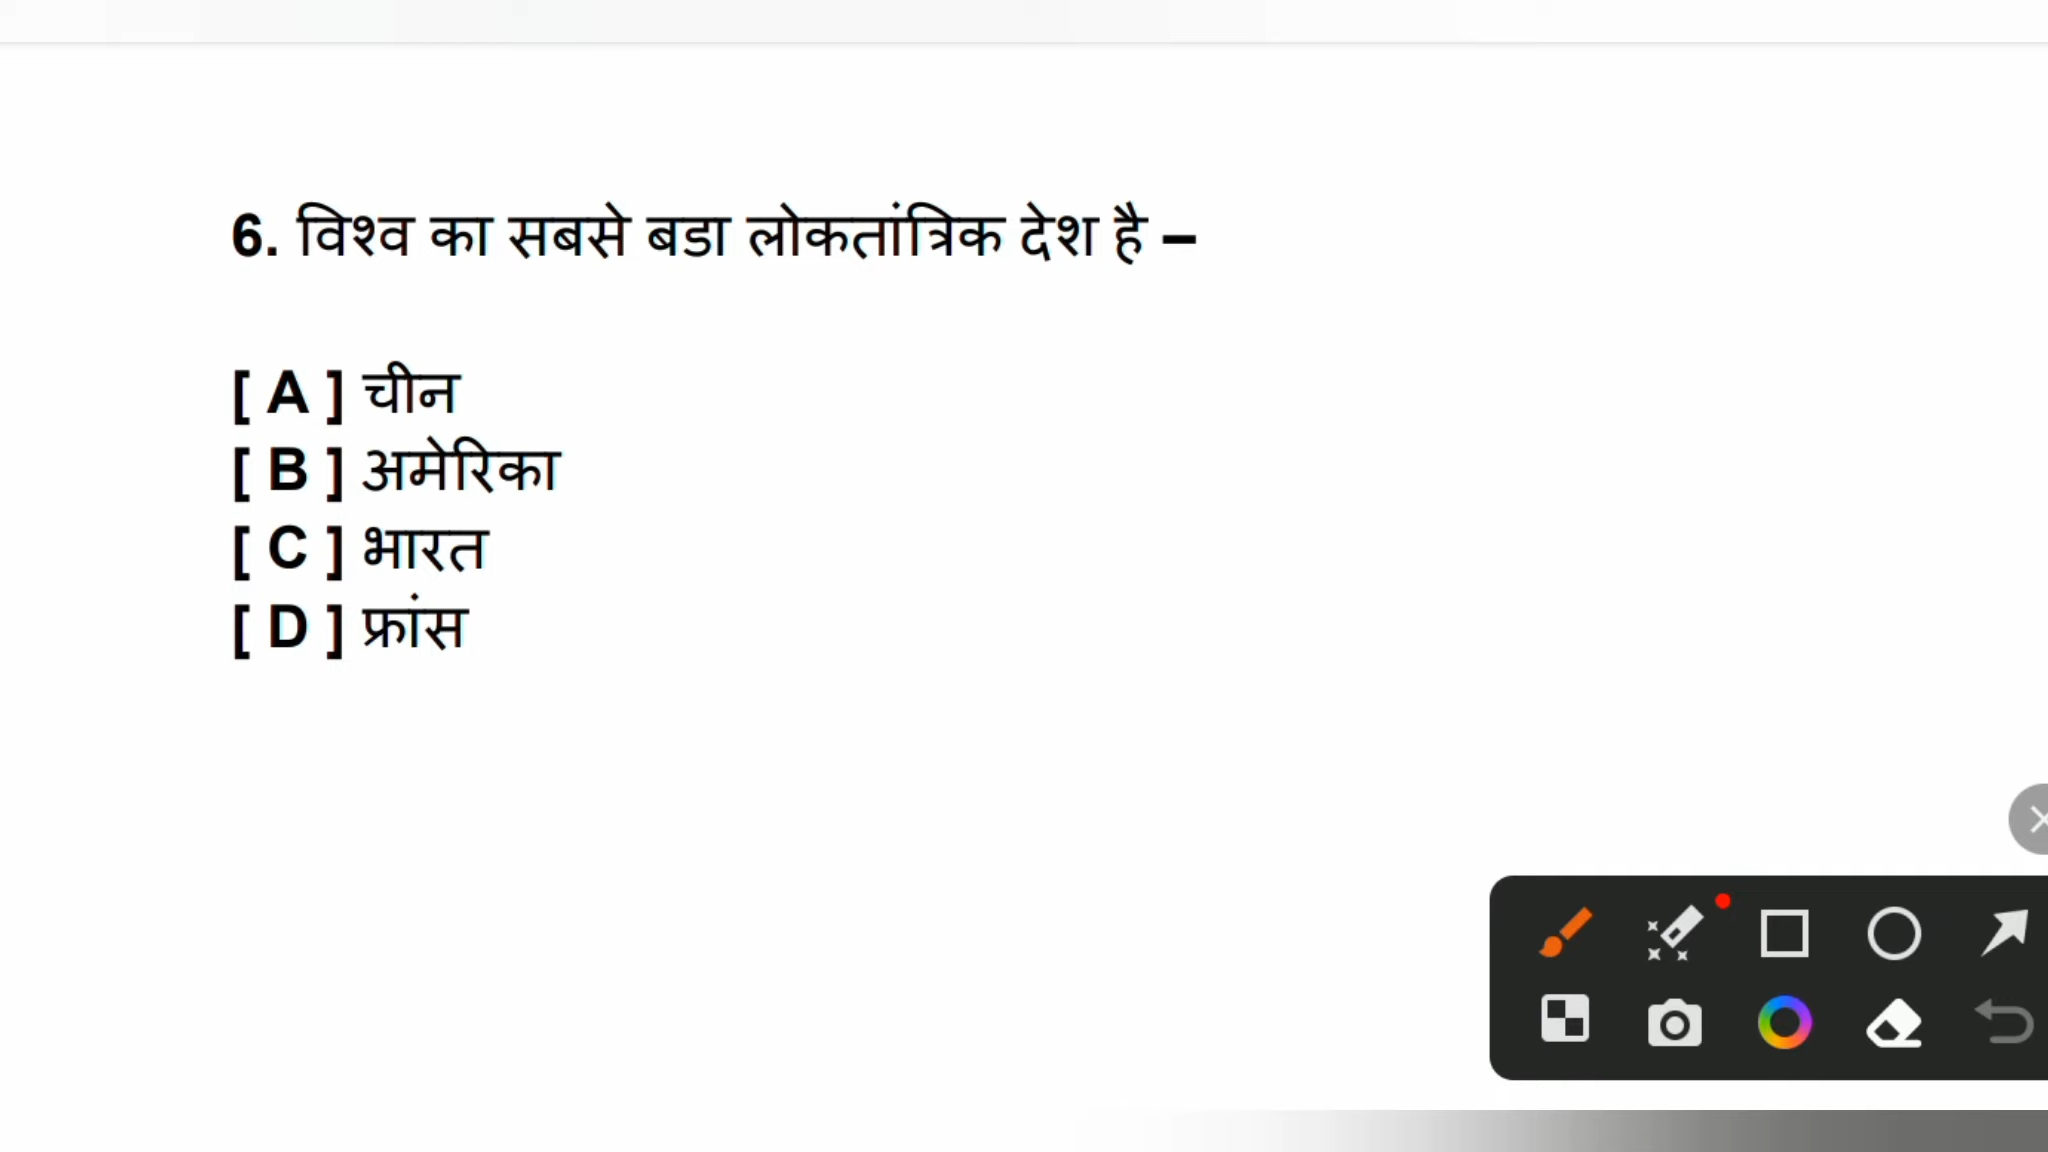 6. विश्व का सबसे बडा लोकतांत्रिक देश है –
[ A ] चीन
[ B ] अमेरिका
[ C ] भारत
[ D ] फ्रांस